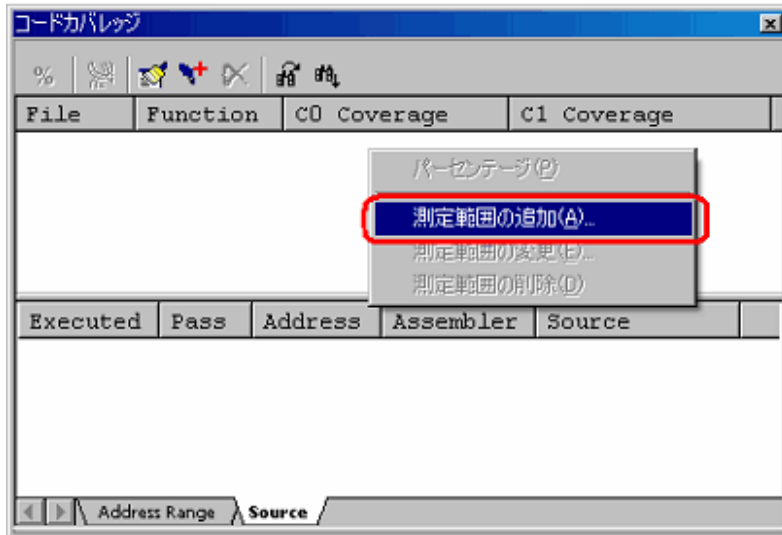 コードカバレッジ
%
File Function C0 Coverage C1 Coverage
パーセンテージ(P)
測定範囲の追加(A)...
測定範囲の変更(E)...
測定範囲の削除(D)
Executed Pass Address Assembler Source
Address Range Source